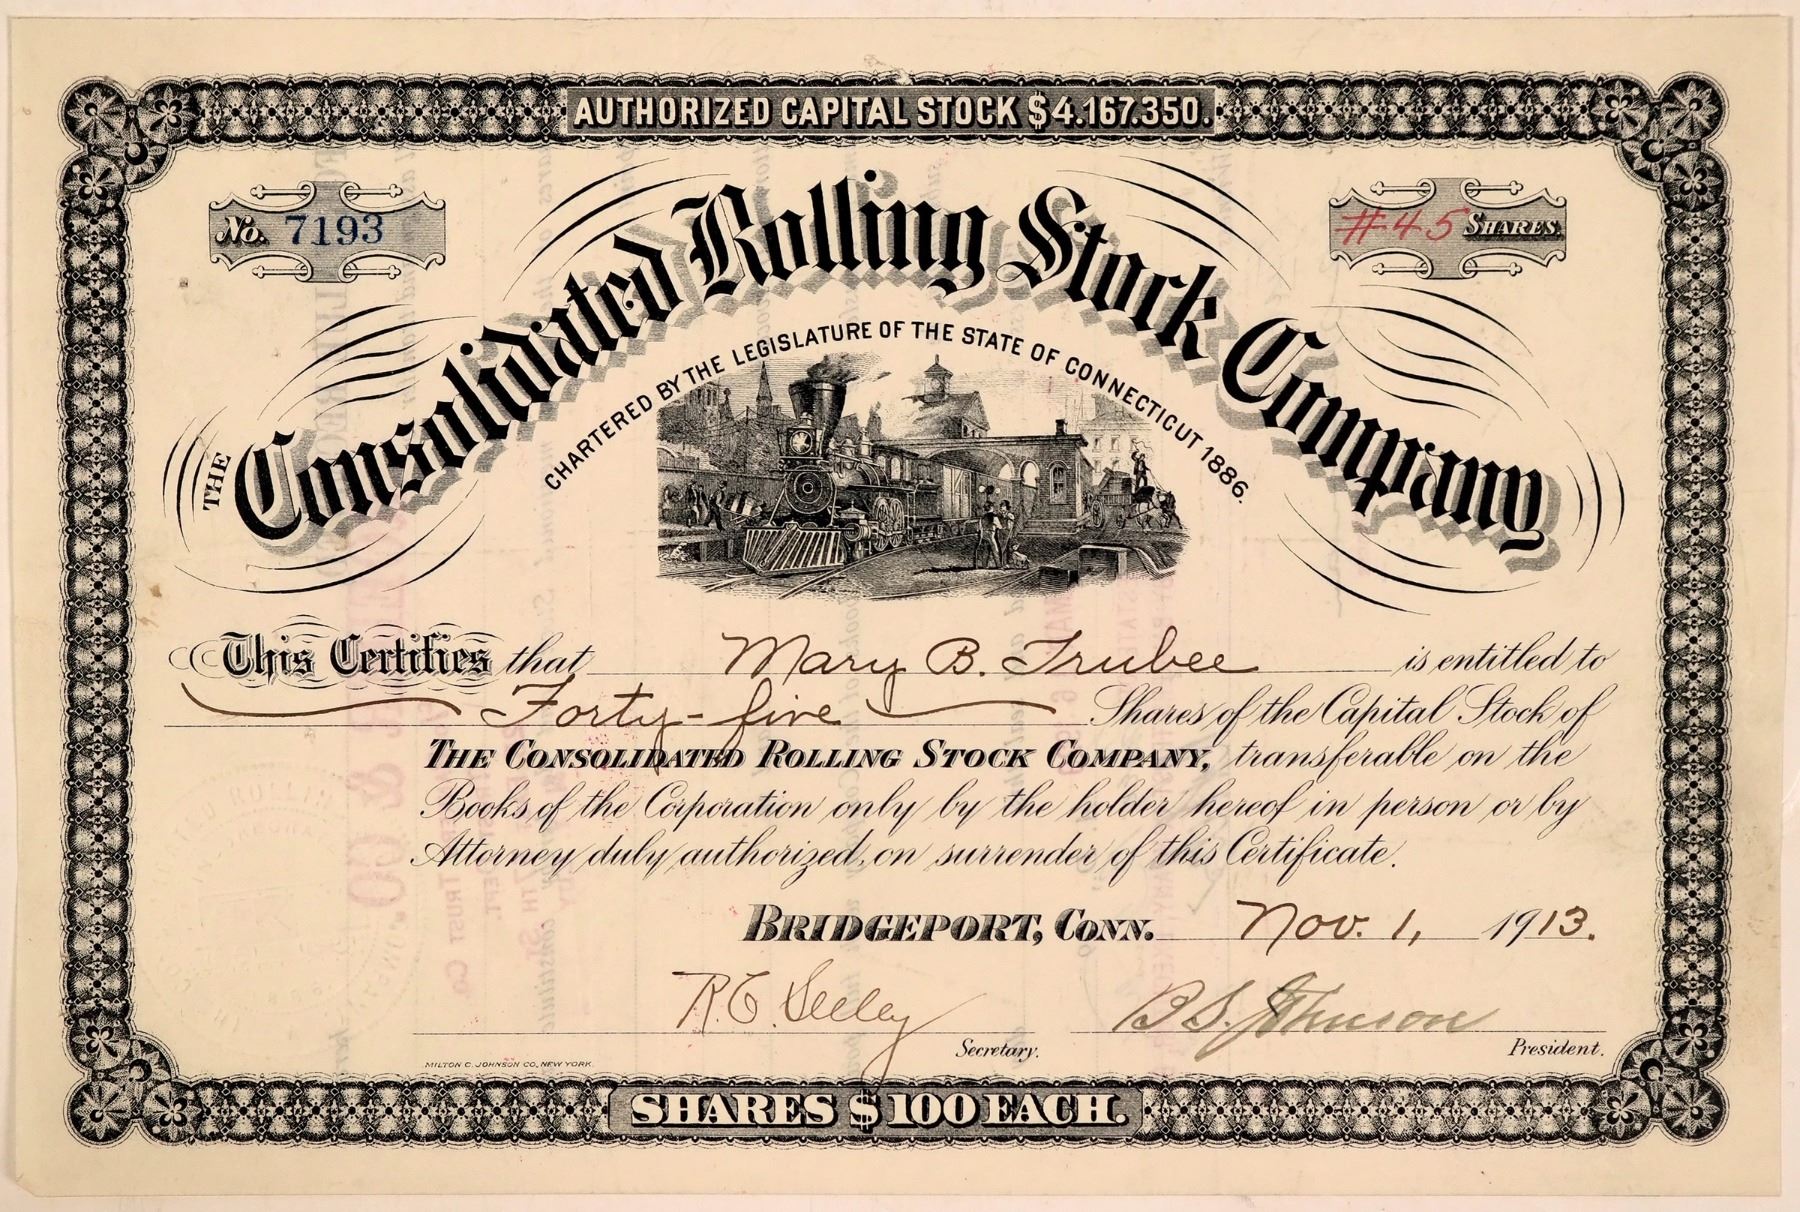 AUTHORIZED CAPITAL STOCK $4.167.350.
No. 7193
#45 SHARES.
THE Consolidated Rolling Stock Company
CHARTERED BY THE LEGISLATURE OF THE STATE OF CONNECTICUT 1886.
This Certifies that Mary B. Trubee is entitled to
Forty-five Shares of the Capital Stock of
THE CONSOLIDATED ROLLING STOCK COMPANY, transferable on the
Books of the Corporation only by the holder hereof in person or by
Attorney duly authorized, on surrender of this Certificate.
BRIDGEPORT, CONN. Nov. 1, 1913.
R.C. Seeley B S. Johnson
Secretary. President.
MILTON C. JOHNSON CO., NEW YORK.
SHARES $100 EACH.